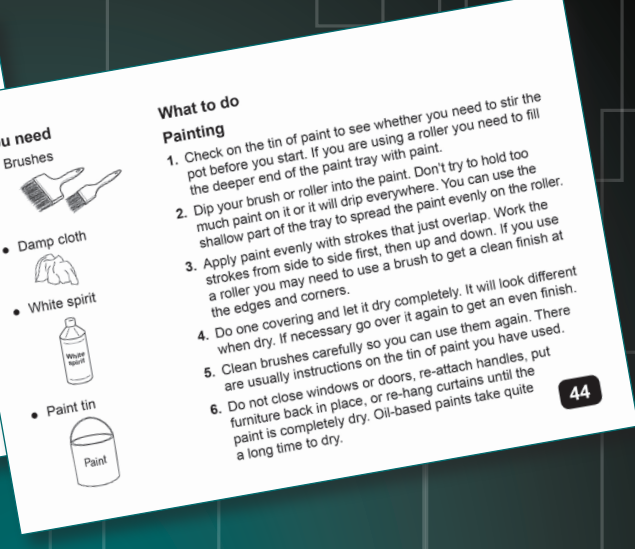 u need
Brushes
• Damp cloth
• White spirit
White
spirit
• Paint tin
Paint
What to do
Painting
1. Check on the tin of paint to see whether you need to stir the
pot before you start. If you are using a roller you need to fill
the deeper end of the paint tray with paint.
2. Dip your brush or roller into the paint. Don't try to hold too
much paint on it or it will drip everywhere. You can use the
shallow part of the tray to spread the paint evenly on the roller.
3. Apply paint evenly with strokes that just overlap. Work the
strokes from side to side first, then up and down. If you use
a roller you may need to use a brush to get a clean finish at
the edges and corners.
4. Do one covering and let it dry completely. It will look different
when dry. If necessary go over it again to get an even finish.
5. Clean brushes carefully so you can use them again. There
are usually instructions on the tin of paint you have used.
6. Do not close windows or doors, re-attach handles, put
furniture back in place, or re-hang curtains until the
paint is completely dry. Oil-based paints take quite
a long time to dry.
44